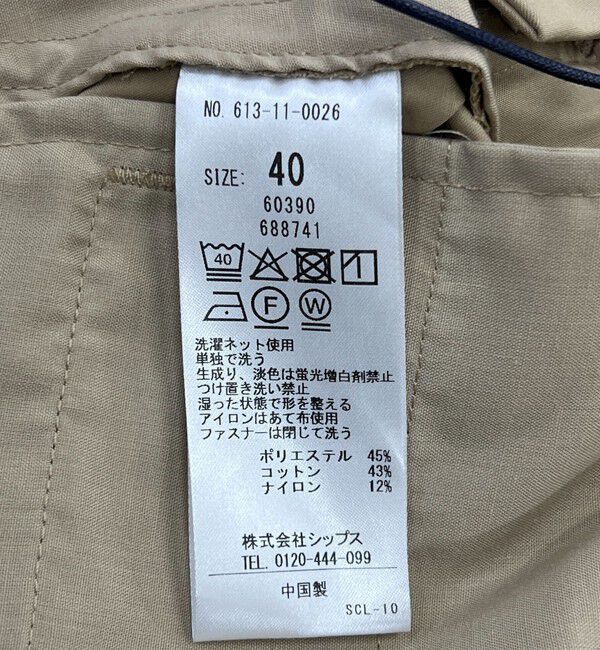 NO. 613-11-0026
SIZE: 40
60390
688741
40
F W
洗濯ネット使用
単独で洗う
生成り、淡色は蛍光増白剤禁止
つけ置き洗い禁止
湿った状態で形を整える
アイロンはあて布使用
ファスナーは閉じて洗う
ポリエステル 45%
コットン 43%
ナイロン 12%
株式会社シップス
TEL. 0120-444-099
中国製
SCL-10